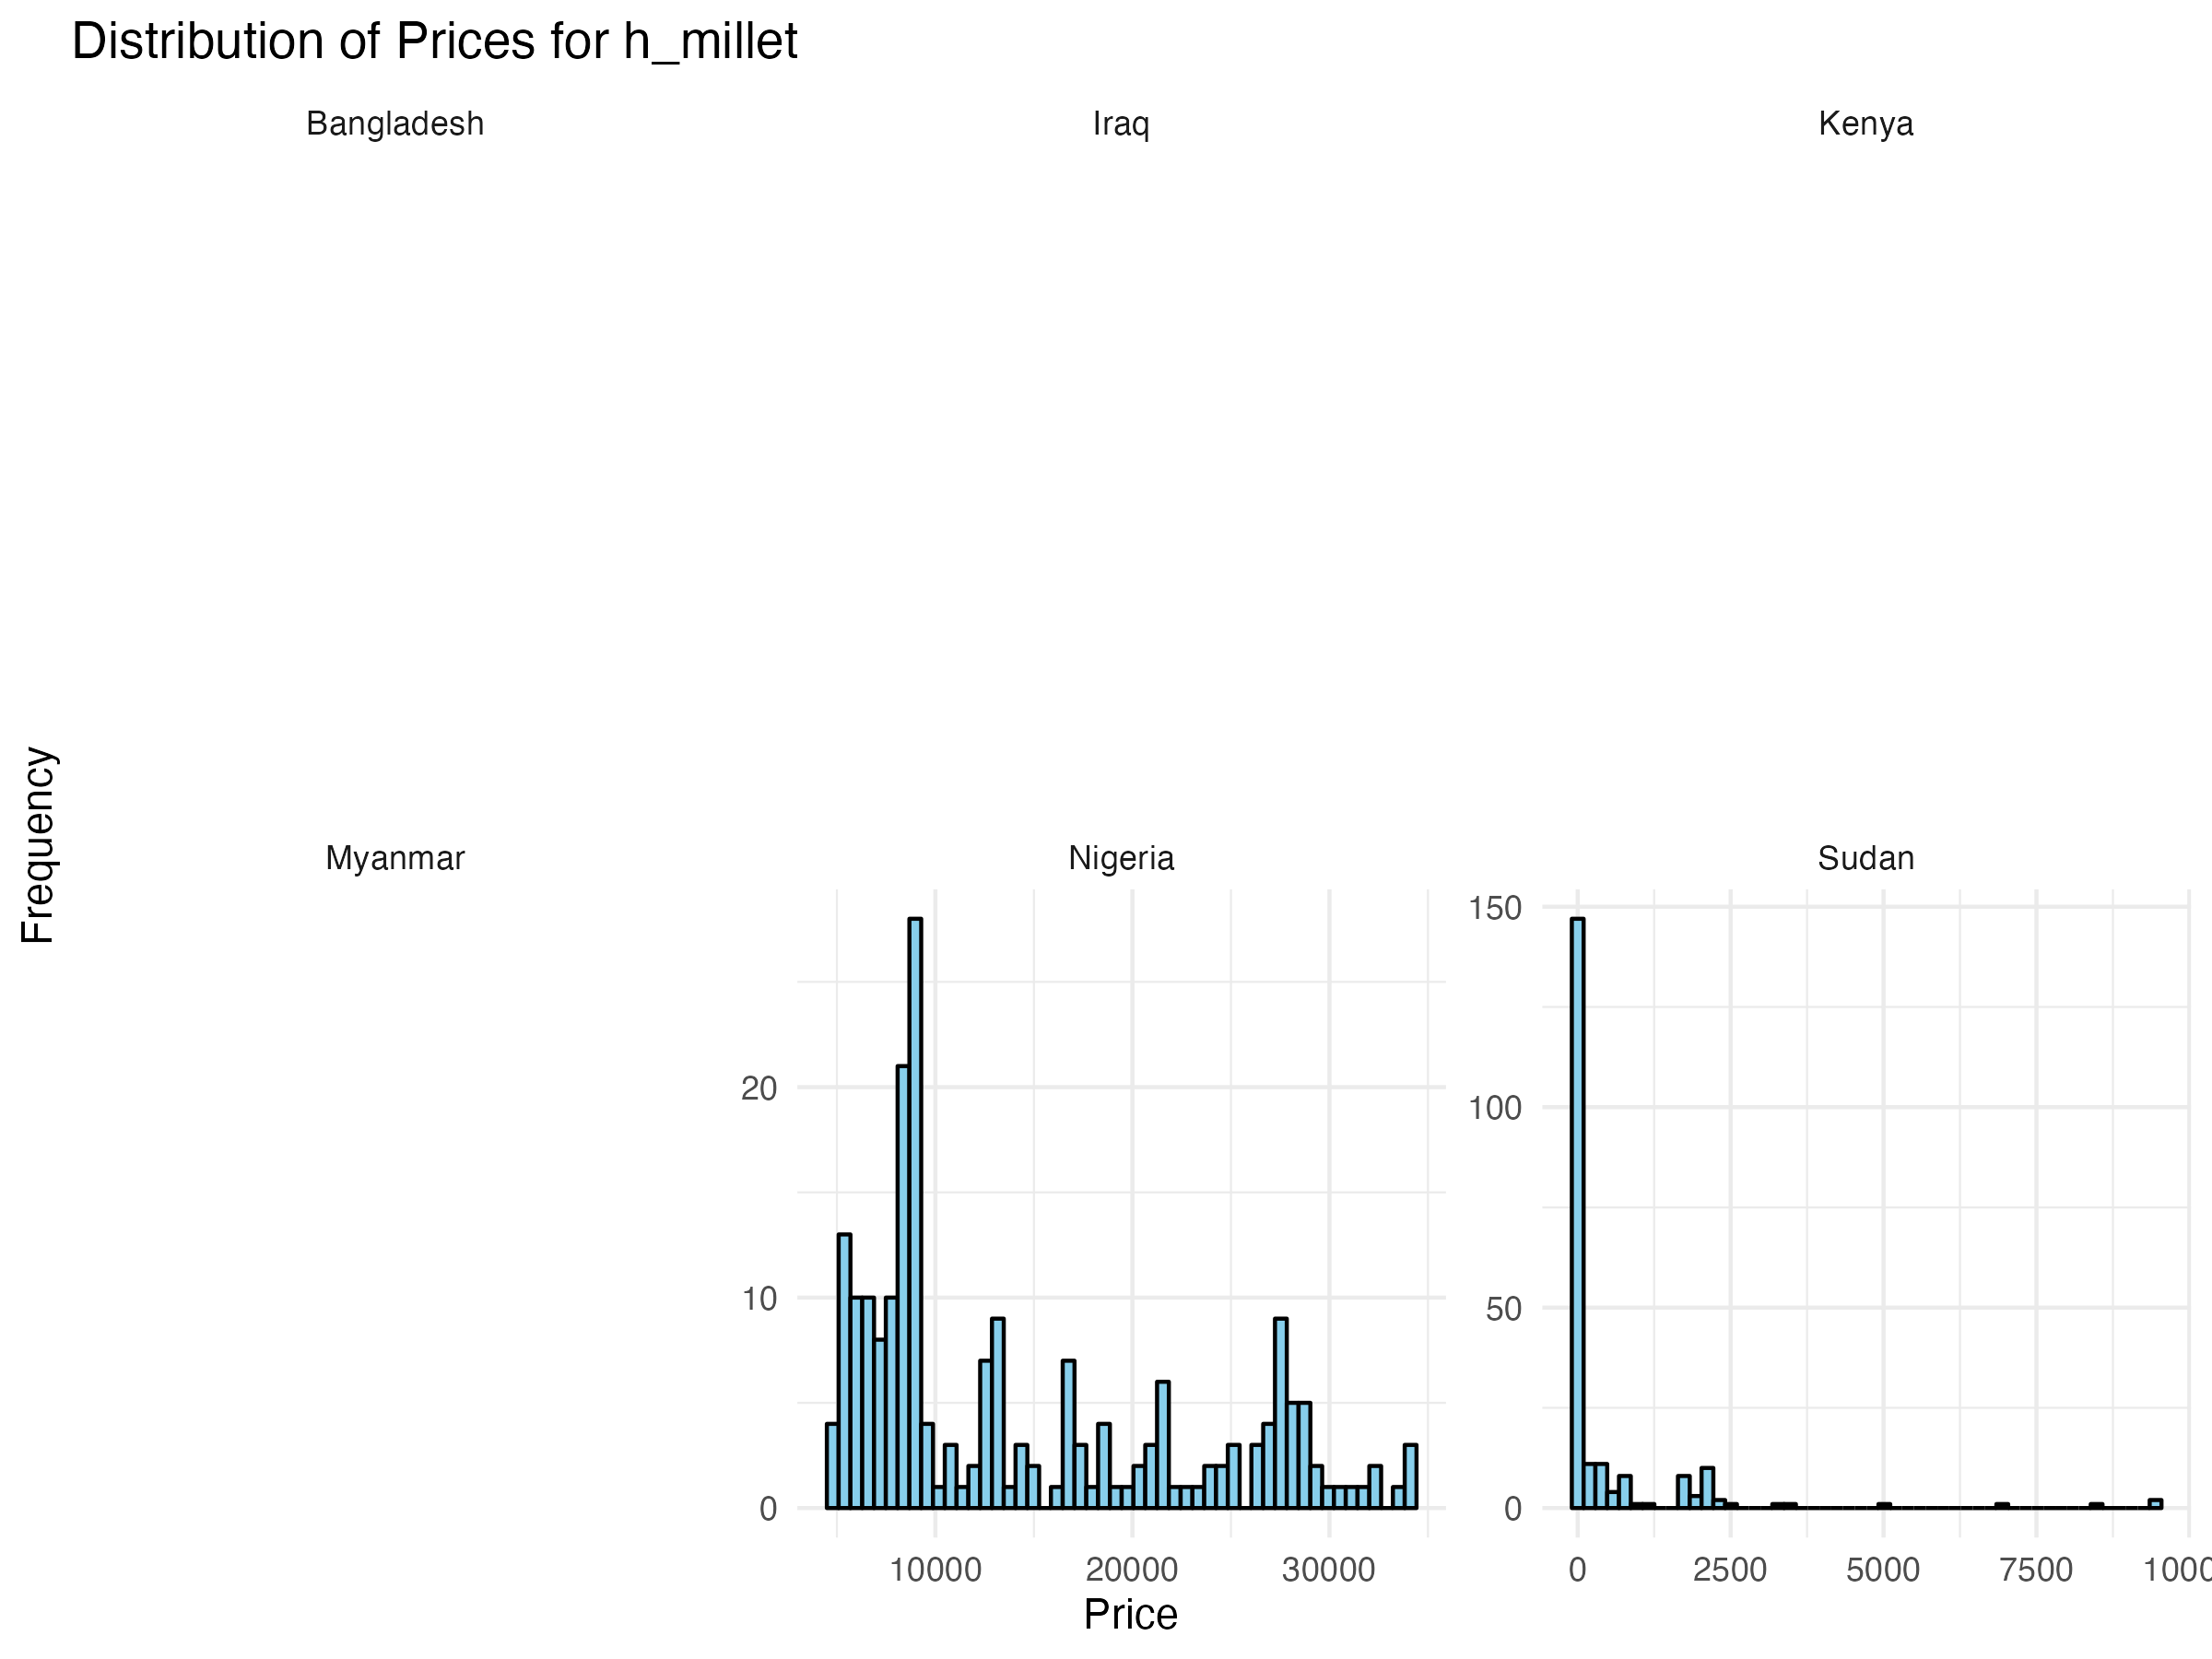 Distribution of Prices for h_millet
Bangladesh Iraq Kenya
Frequency
Myanmar Nigeria Sudan
20
10
0
150
100
50
0
10000 20000 30000
0 2500 5000 7500 1000
Price